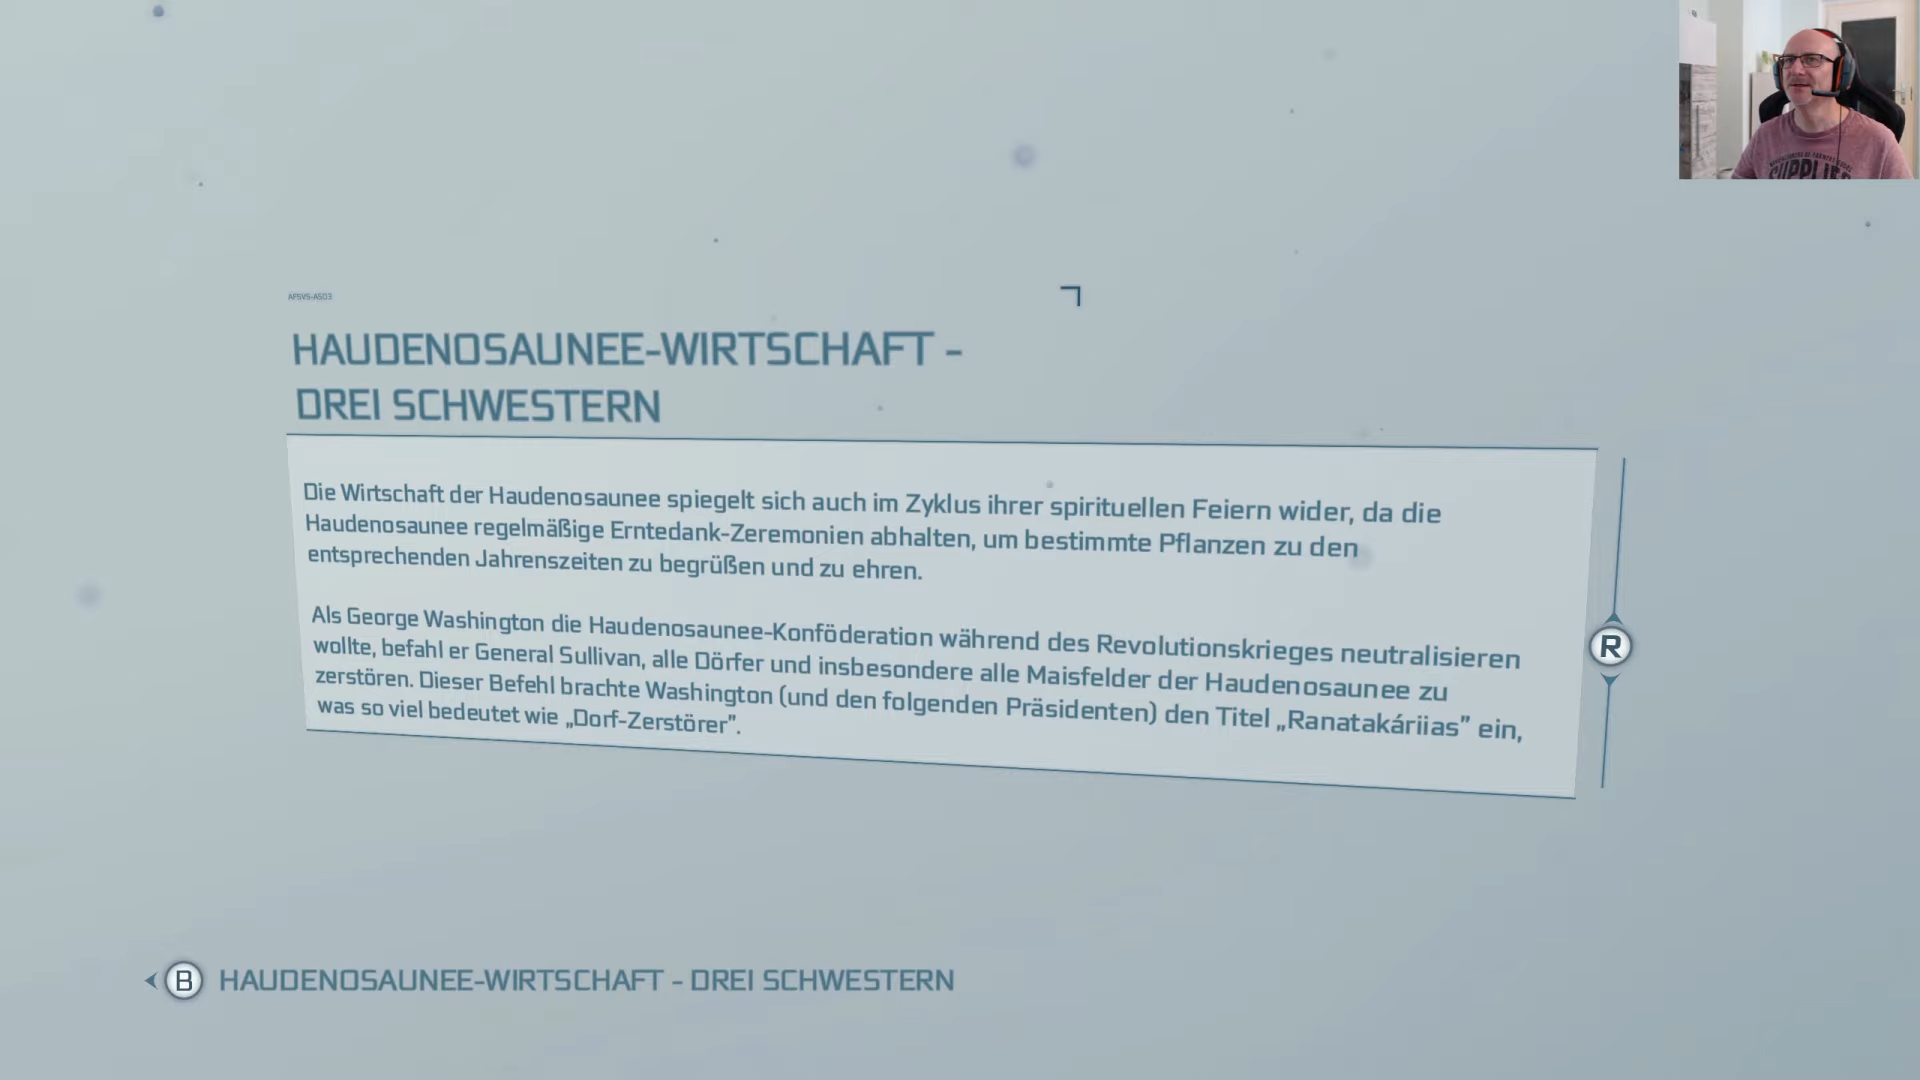 AFSVS-AS03
HAUDENOSAUNEE-WIRTSCHAFT -
DREI SCHWESTERN
Die Wirtschaft der Haudenosaunee spiegelt sich auch im Zyklus ihrer spirituellen Feiern wider, da die
Haudenosaunee regelmäßige Erntedank-Zeremonien abhalten, um bestimmte Pflanzen zu den
entsprechenden Jahrenszeiten zu begrüßen und zu ehren.
Als George Washington die Haudenosaunee-Konföderation während des Revolutionskrieges neutralisieren
wollte, befahl er General Sullivan, alle Dörfer und insbesondere alle Maisfelder der Haudenosaunee zu
zerstören. Dieser Befehl brachte Washington (und den folgenden Präsidenten) den Titel „Ranatakáriias” ein,
was so viel bedeutet wie „Dorf-Zerstörer”.
R
B HAUDENOSAUNEE-WIRTSCHAFT - DREI SCHWESTERN
SUPPLIES